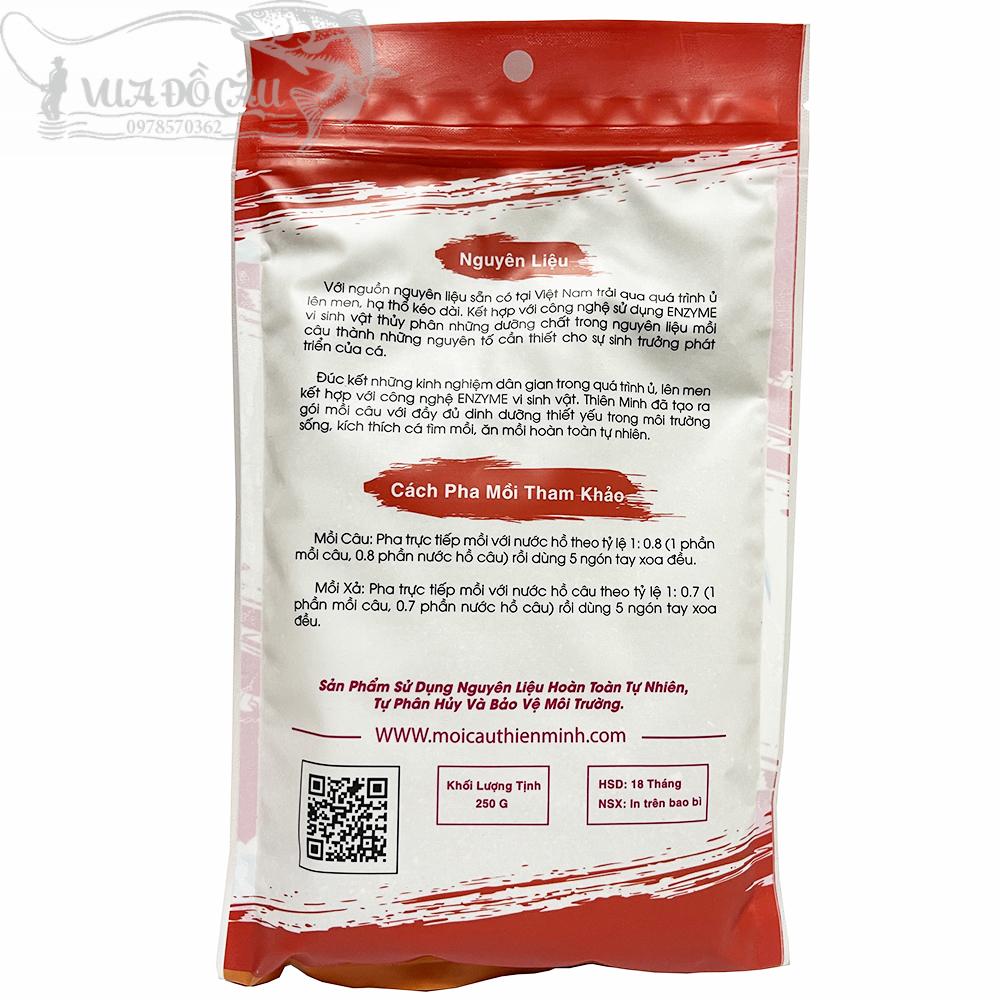 VUA ĐỒ CÂU
0978570362
Nguyên Liệu
Với nguồn nguyên liệu sẵn có tại Việt Nam trải qua quá trình ủ
lên men, hạ thổ kéo dài. Kết hợp với công nghệ sử dụng ENZYME
vi sinh vật thủy phân những dưỡng chất trong nguyên liệu mồi
câu thành những nguyên tố cần thiết cho sự sinh trưởng phát
triển của cá.
Đúc kết những kinh nghiệm dân gian trong quá trình ủ, lên men
kết hợp với công nghệ ENZYME vi sinh vật. Thiên Minh đã tạo ra
gói mồi câu với đầy đủ dinh dưỡng thiết yếu trong môi trường
sống, kích thích cá tìm mồi, ăn mồi hoàn toàn tự nhiên.
Cách Pha Mồi Tham Khảo
Mồi Câu: Pha trực tiếp mồi với nước hồ theo tỷ lệ 1: 0.8 (1 phần
mồi câu, 0.8 phần nước hồ câu) rồi dùng 5 ngón tay xoa đều.
Mồi Xả: Pha trực tiếp mồi với nước hồ câu theo tỷ lệ 1: 0.7 (1
phần mồi câu, 0.7 phần nước hồ câu) rồi dùng 5 ngón tay xoa
đều.
Sản Phẩm Sử Dụng Nguyên Liệu Hoàn Toàn Tự Nhiên,
Tự Phân Hủy Và Bảo Vệ Môi Trường.
WWW.moicauthienminh.com
Khối Lượng Tịnh
250 G
HSD: 18 Tháng
NSX: In trên bao bì